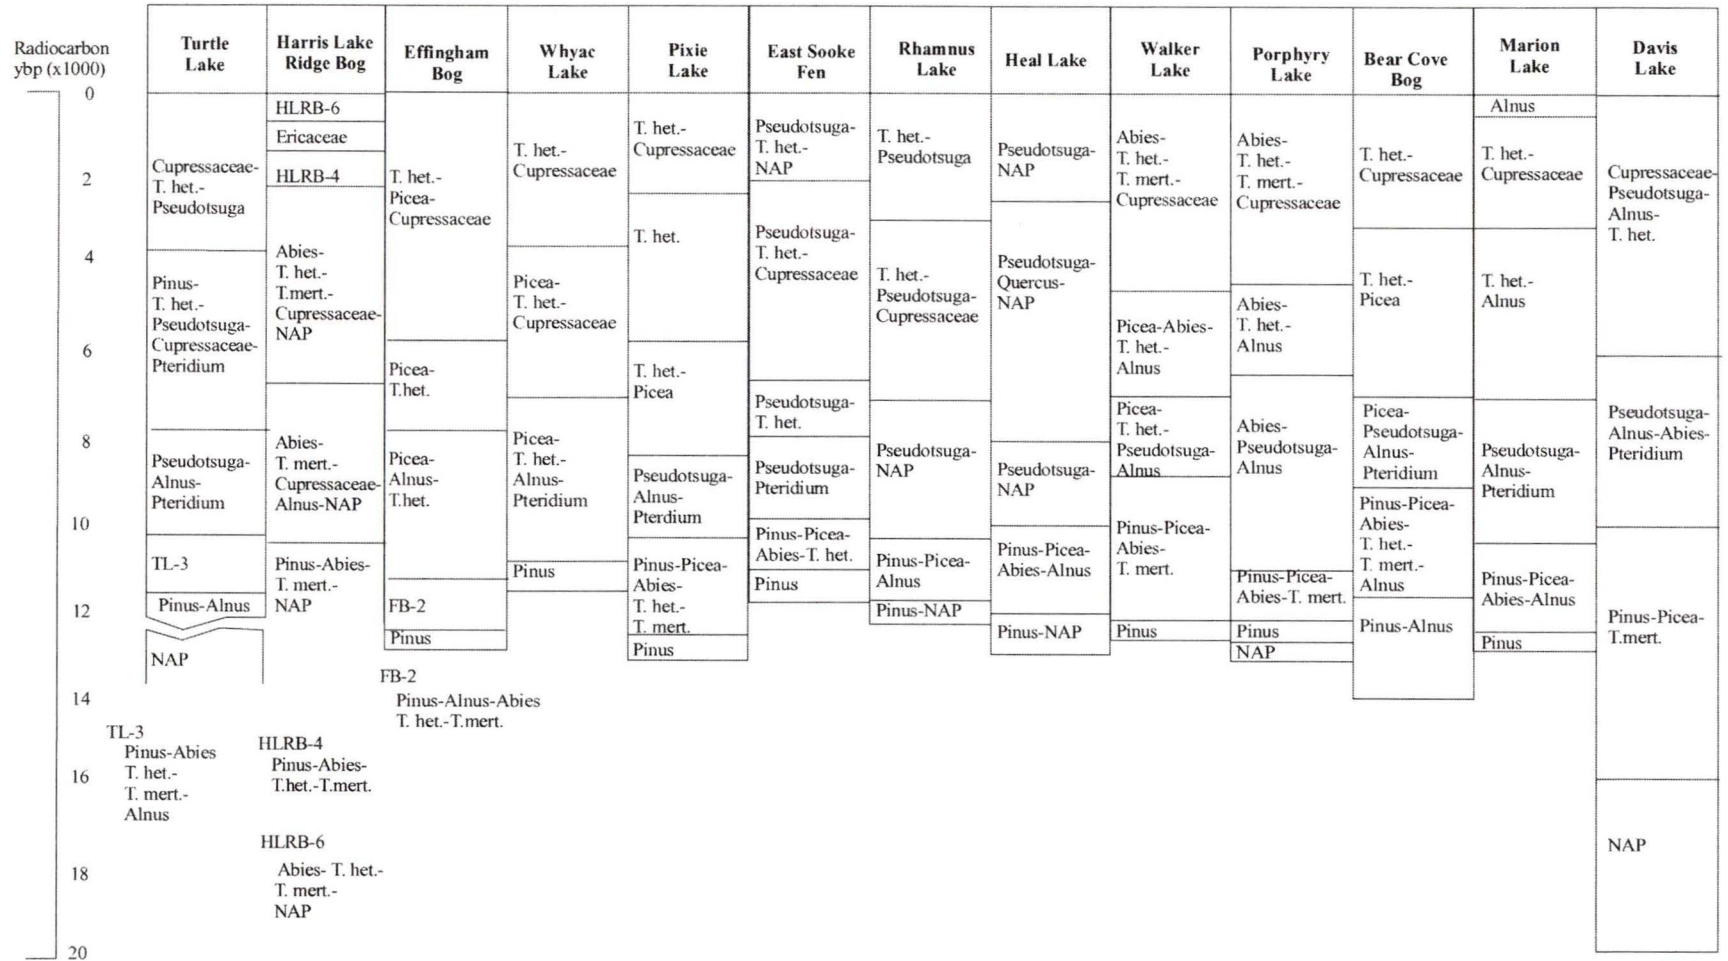 Radiocarbon
ybp (x1000)
0
2
4
6
8
10
12
14
16
18
20
Turtle
Lake
Cupressaceae-
T. het.-
Pseudotsuga
Pinus-
T. het.-
Pseudotsuga-
Cupressaceae-
Pteridium
Pseudotsuga-
Alnus-
Pteridium
TL-3
Pinus-Alnus
NAP
TL-3
Pinus-Abies
T. het.-
T. mert.-
Alnus
Harris Lake
Ridge Bog
HLRB-6
Ericaceae
HLRB-4
Abies-
T. het.-
T.mert.-
Cupressaceae-
NAP
Abies-
T. mert.-
Cupressaceae-
Alnus-NAP
Pinus-Abies-
T. mert.-
NAP
HLRB-4
Pinus-Abies-
T.het.-T.mert.
HLRB-6
Abies- T. het.-
T. mert.-
NAP
Effingham
Bog
T. het.-
Picea-
Cupressaceae
Picea-
T.het.
Picea-
Alnus-
T.het.
FB-2
Pinus
FB-2
Pinus-Alnus-Abies
T. het.-T.mert.
Whyac
Lake
T. het.-
Cupressaceae
Picea-
T. het.-
Cupressaceae
Picea-
T. het.-
Alnus-
Pteridium
Pinus
Pixie
Lake
T. het.-
Cupressaceae
T. het.
T. het.-
Picea
Pseudotsuga-
Alnus-
Pterdium
Pinus-Picea-
Abies-
T. het.-
T. mert.
Pinus
East Sooke
Fen
Pseudotsuga-
T. het.-
NAP
Pseudotsuga-
T. het.-
Cupressaceae
Pseudotsuga-
T. het.
Pseudotsuga-
Pteridium
Pinus-Picea-
Abies-T. het.
Pinus
Rhamnus
Lake
T. het.-
Pseudotsuga
T. het.-
Pseudotsuga-
Cupressaceae
Pseudotsuga-
NAP
Pinus-Picea-
Alnus
Pinus-NAP
Heal Lake
Pseudotsuga-
NAP
Pseudotsuga-
Quercus-
NAP
Pseudotsuga-
NAP
Pinus-Picea-
Abies-Alnus
Pinus-NAP
Walker
Lake
Abies-
T. het.-
T. mert.-
Cupressaceae
Picea-Abies-
T. het.-
Alnus
Picea-
T. het.-
Pseudotsuga-
Alnus
Pinus-Picea-
Abies-
T. mert.
Pinus
Porphyry
Lake
Abies-
T. het.-
T. mert.-
Cupressaceae
Abies-
T. het.-
Alnus
Abies-
Pseudotsuga-
Alnus
Pinus-Picea-
Abies-T. mert.
Pinus
NAP
Bear Cove
Bog
T. het.-
Cupressaceae
T. het.-
Picea
Picea-
Pseudotsuga-
Alnus-
Pteridium
Pinus-Picea-
Abies-
T. het.-
T. mert.-
Alnus
Pinus-Alnus
Marion
Lake
Alnus
T. het.-
Cupressaceae
T. het.-
Alnus
Pseudotsuga-
Alnus-
Pteridium
Pinus-Picea-
Abies-Alnus
Pinus
Davis
Lake
Cupressaceae-
Pseudotsuga-
Alnus-
T. het.
Pseudotsuga-
Alnus-Abies-
Pteridium
Pinus-Picea-
T.mert.
NAP